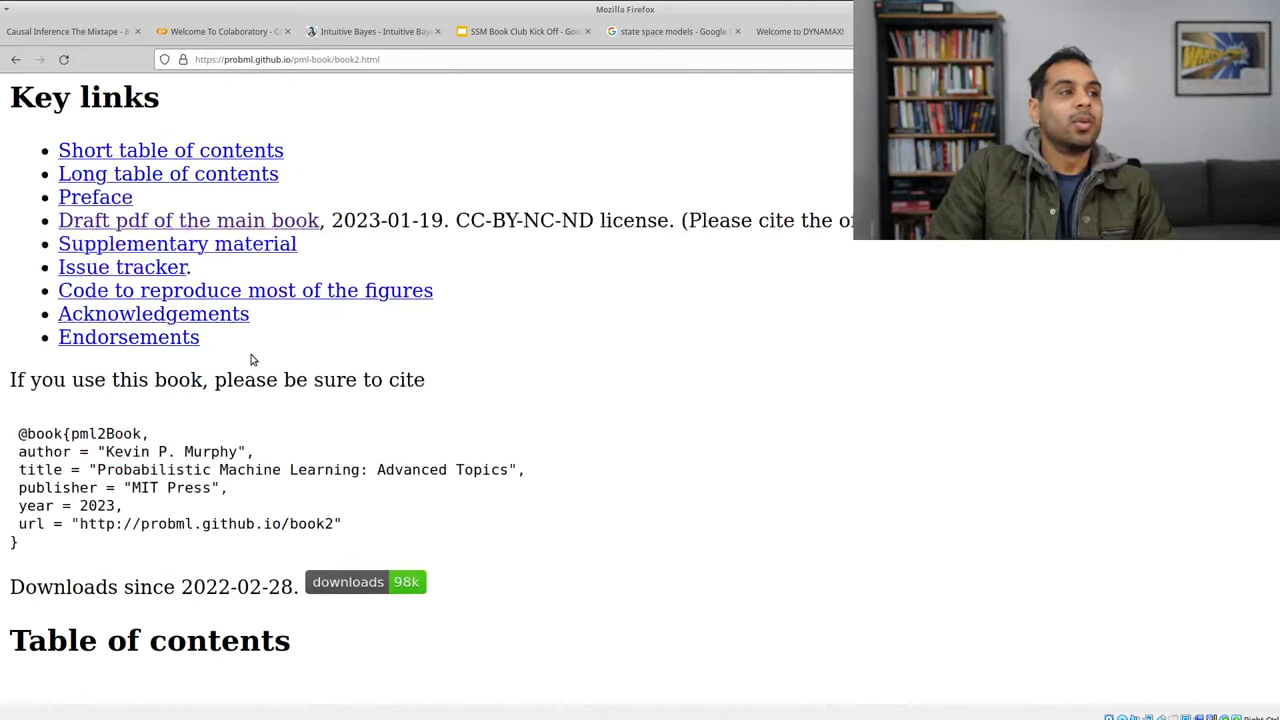 Mozilla Firefox
Causal Inference The Mixtape - B
Welcome To Colaboratory - Co
Intuitive Bayes - Intuitive Baye
SSM Book Club Kick Off - Goo
state space models - Google S
Welcome to DYNAMAX!
https://probml.github.io/pml-book/book2.html
Key links
Short table of contents
Long table of contents
Preface
Draft pdf of the main book, 2023-01-19. CC-BY-NC-ND license. (Please cite the o
Supplementary material
Issue tracker.
Code to reproduce most of the figures
Acknowledgements
Endorsements
If you use this book, please be sure to cite
@book{pml2Book,
author = "Kevin P. Murphy",
title = "Probabilistic Machine Learning: Advanced Topics",
publisher = "MIT Press",
year = 2023,
url = "http://probml.github.io/book2"
}
Downloads since 2022-02-28. downloads 98k
Table of contents
Right Ctrl